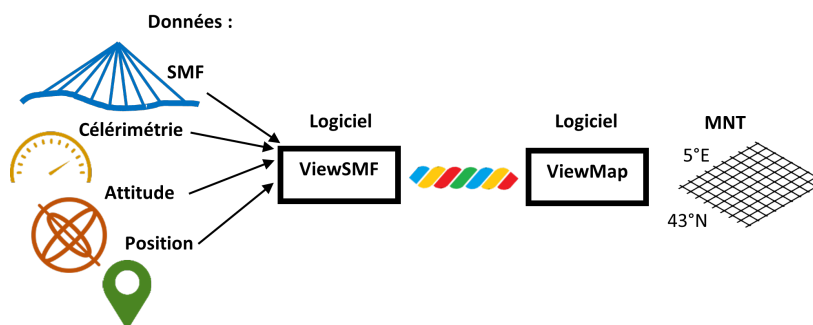 Données :
SMF
Célérimétrie
Attitude
Position
Logiciel
ViewSMF
Logiciel
ViewMap
MNT
5°E
43°N